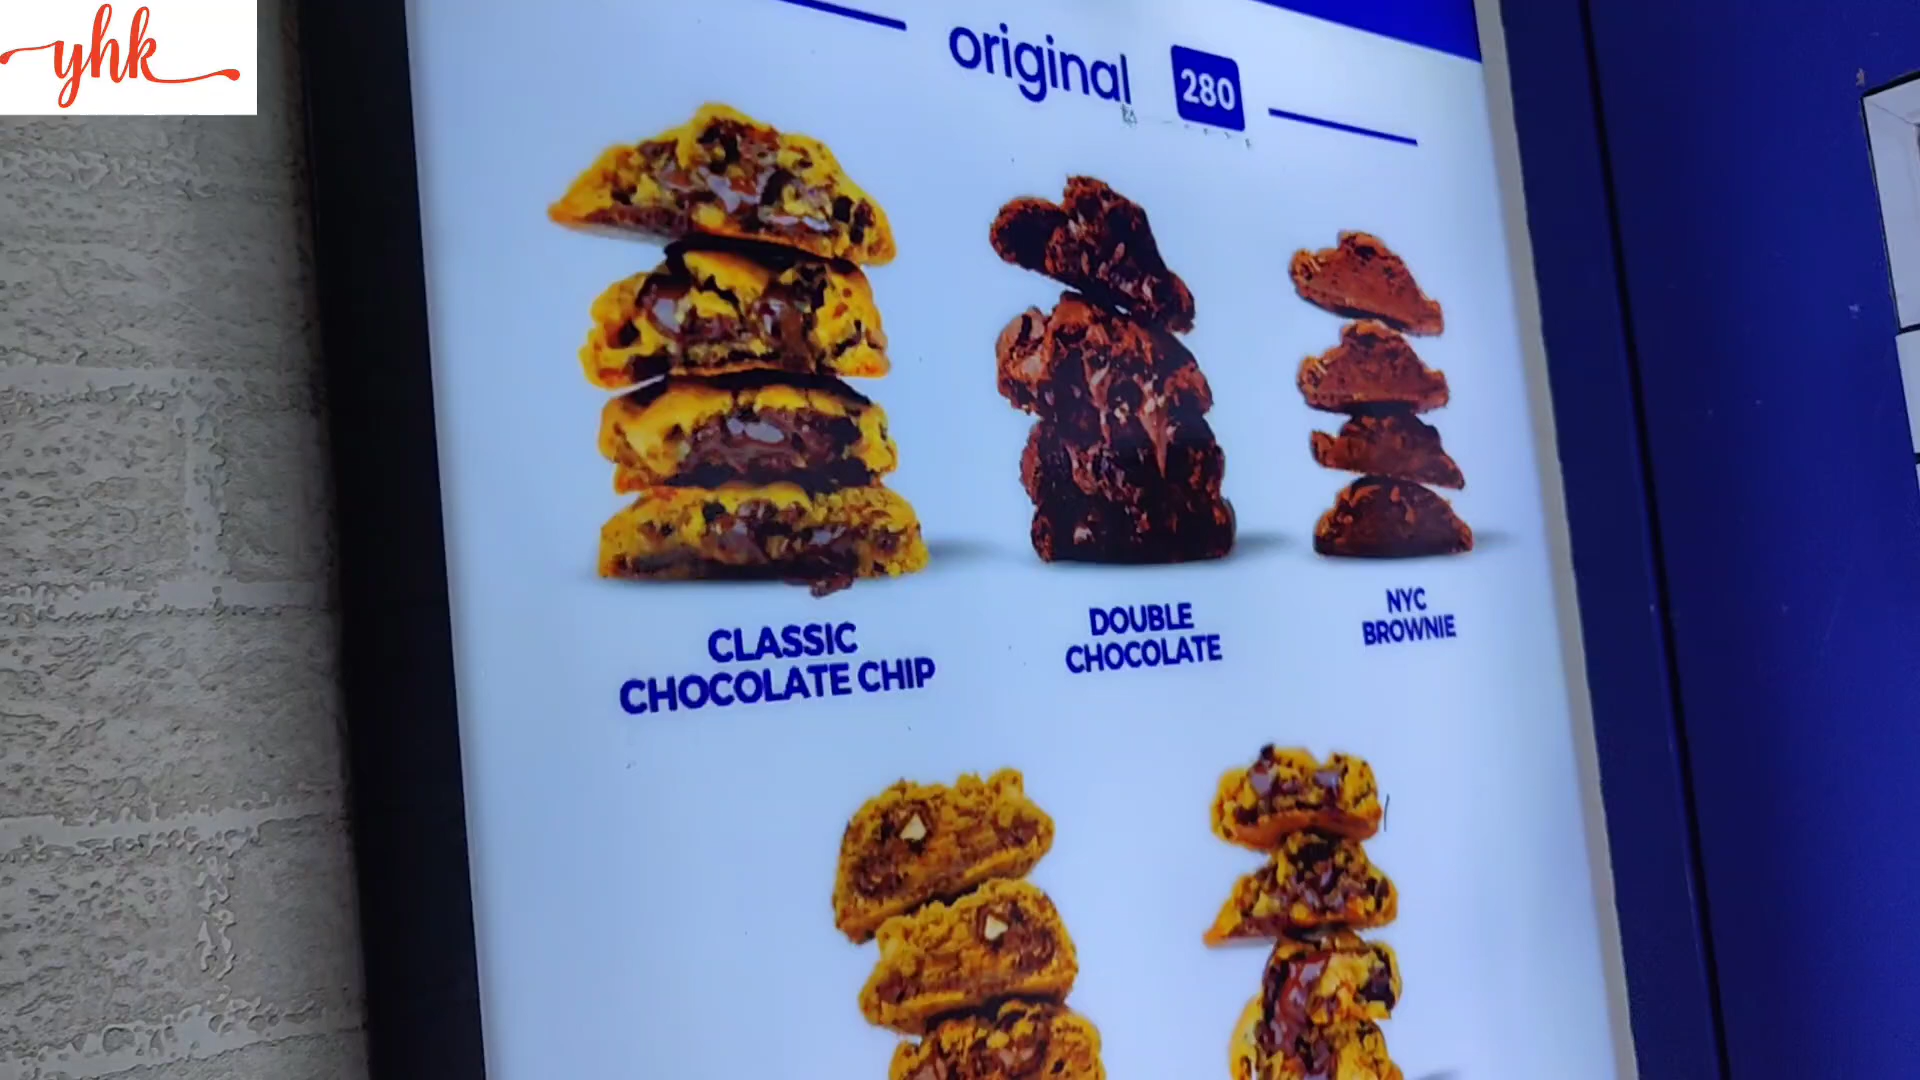 yhk
original 280
CLASSIC
CHOCOLATE CHIP
DOUBLE
CHOCOLATE
NYC
BROWNIE